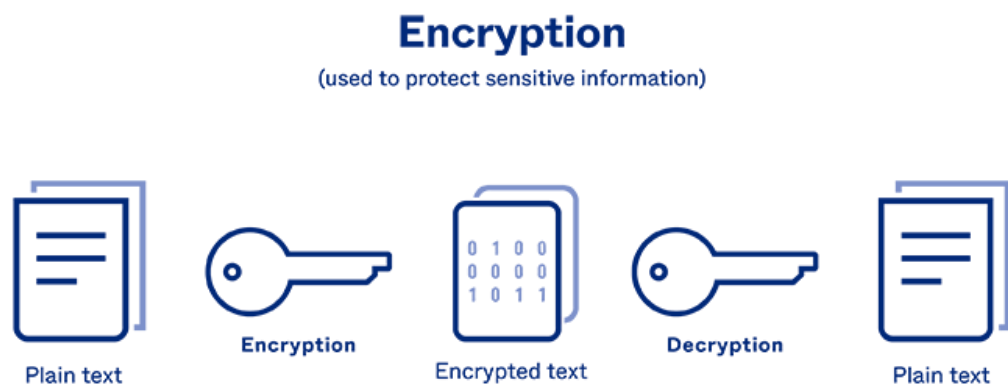 Encryption
(used to protect sensitive information)
0 1 0 0
0 0 0 0
1 0 1 1
Encryption
Decryption
Plain text
Encrypted text
Plain text